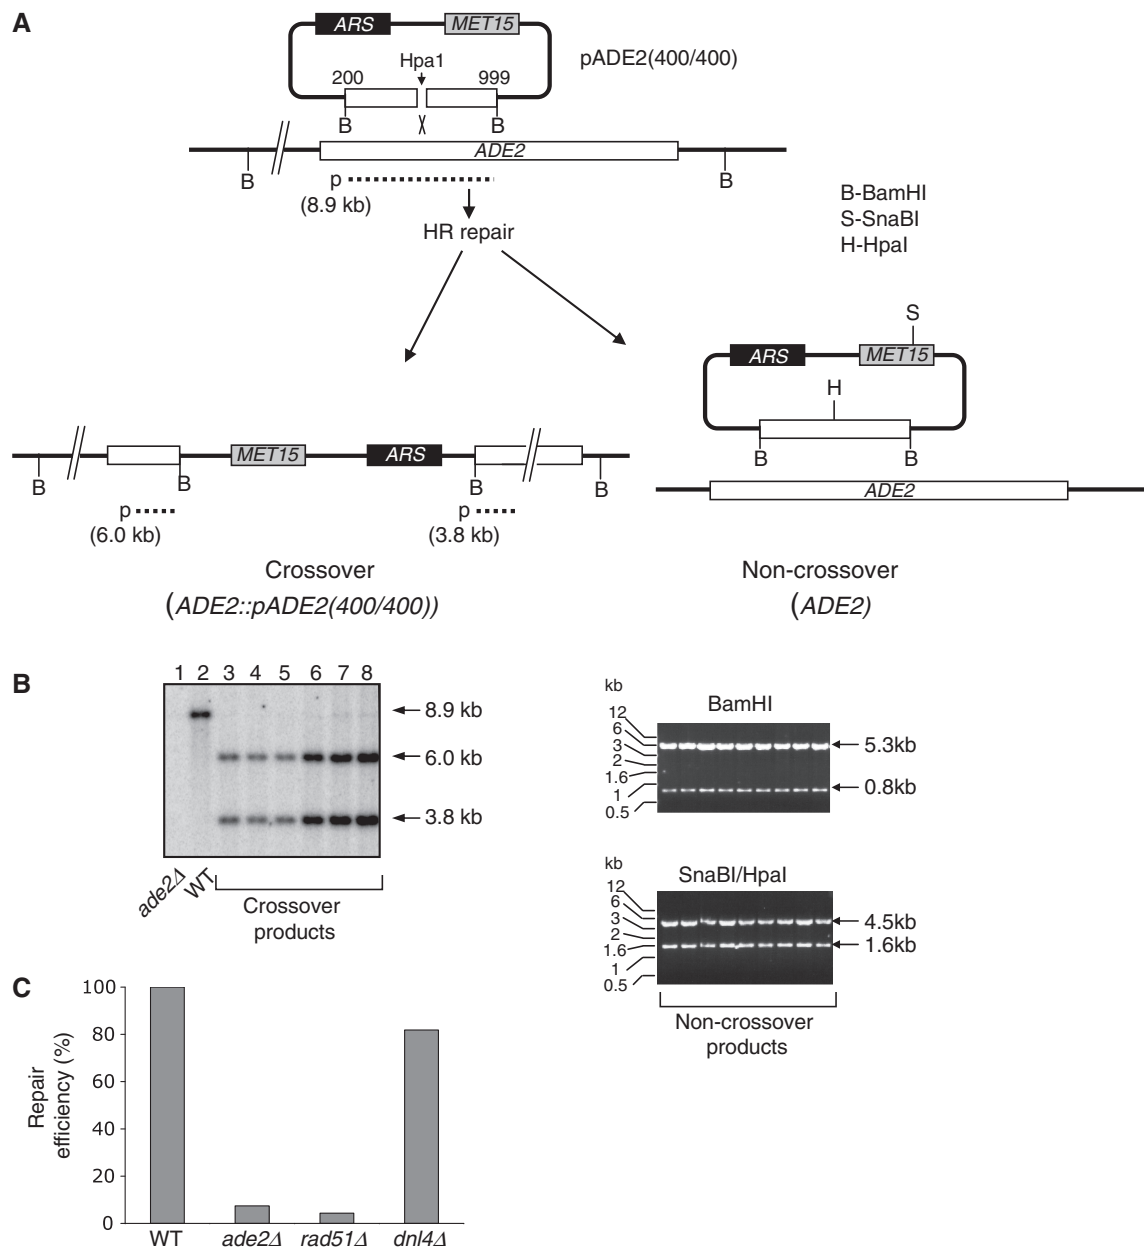 A
ARS
MET15
pADE2(400/400)
Hpa1
200
999
B
B
ADE2
B
B
p
(8.9 kb)
HR repair
B-BamHI
S-SnaBI
H-HpaI
S
ARS
MET15
H
B
B
ADE2
MET15
ARS
B
B
B
B
p
(6.0 kb)
p
(3.8 kb)
Crossover
(ADE2::pADE2(400/400))
Non-crossover
(ADE2)
B
1 2 3 4 5 6 7 8
8.9 kb
6.0 kb
3.8 kb
ade2Δ
WT
Crossover
products
kb
BamHI
12
6
3
2
1.6
1
0.5
5.3kb
0.8kb
kb
SnaBI/HpaI
12
6
3
2
1.6
1
0.5
4.5kb
1.6kb
Non-crossover
products
C
Repair
efficiency (%)
100
80
60
40
20
0
WT
ade2Δ
rad51Δ
dnl4Δ